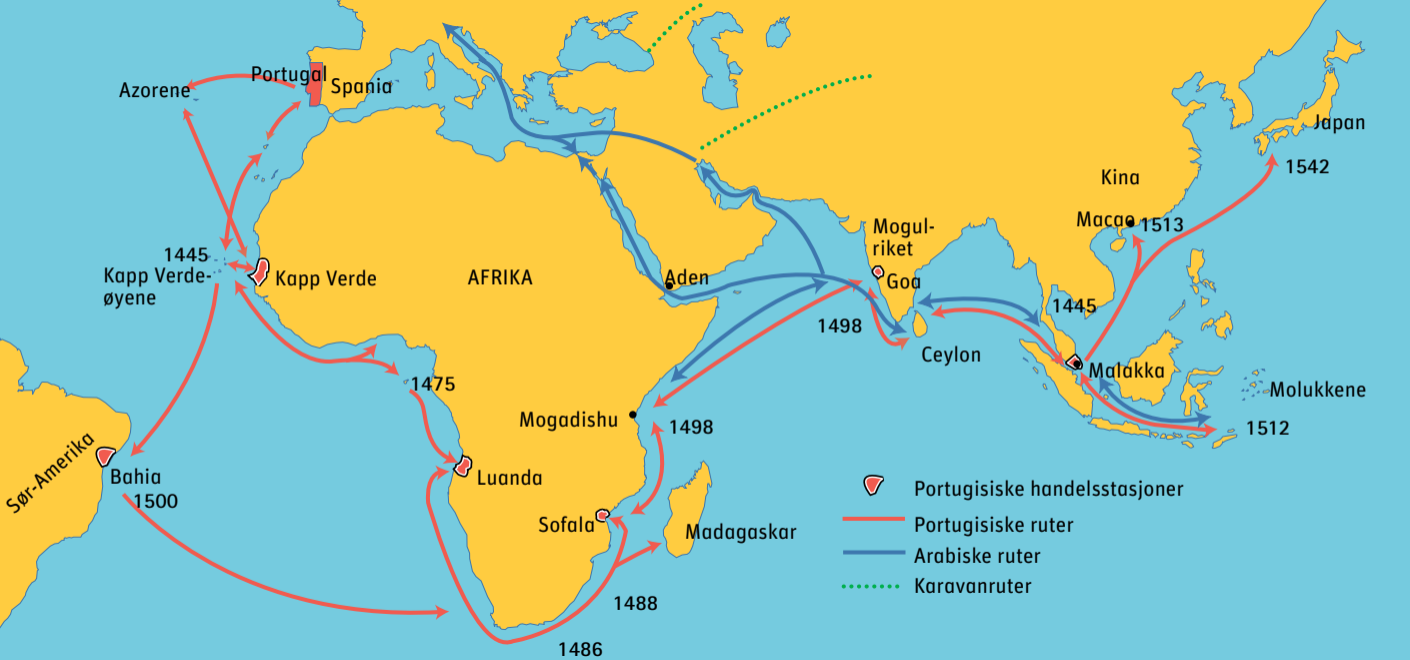 Portugal
Spania
Azorene
Japan
1542
Kina
Macao
1513
Mogul-
riket
1445
Kapp Verde-
øyene
Kapp Verde
AFRIKA
Aden
Goa
1445
1498
Ceylon
Malakka
1475
Molukkene
Mogadishu
1498
1512
Sør-Amerika
Bahia
1500
Luanda
Sofala
Madagaskar
1488
1486
Portugisiske handelsstasjoner
Portugisiske ruter
Arabiske ruter
Karavanruter